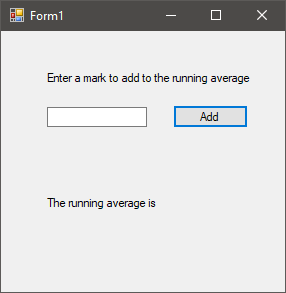 Form1
Enter a mark to add to the running average
Add
The running average is